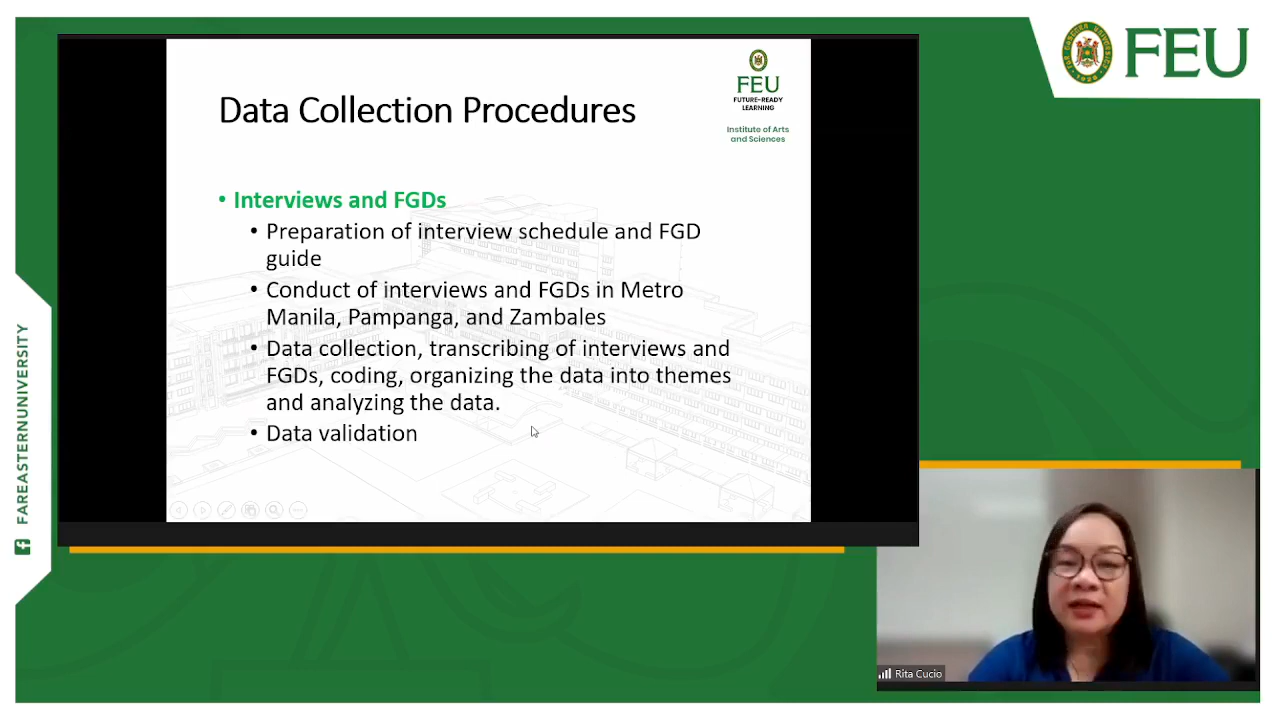 FEU
FEU
FUTURE-READY
LEARNING
Institute of Arts
and Sciences
Data Collection Procedures
• Interviews and FGDs
• Preparation of interview schedule and FGD
guide
• Conduct of interviews and FGDs in Metro
Manila, Pampanga, and Zambales
• Data collection, transcribing of interviews and
FGDs, coding, organizing the data into themes
and analyzing the data.
• Data validation
FAREASTERNUNIVERSITY
Rita Cucio